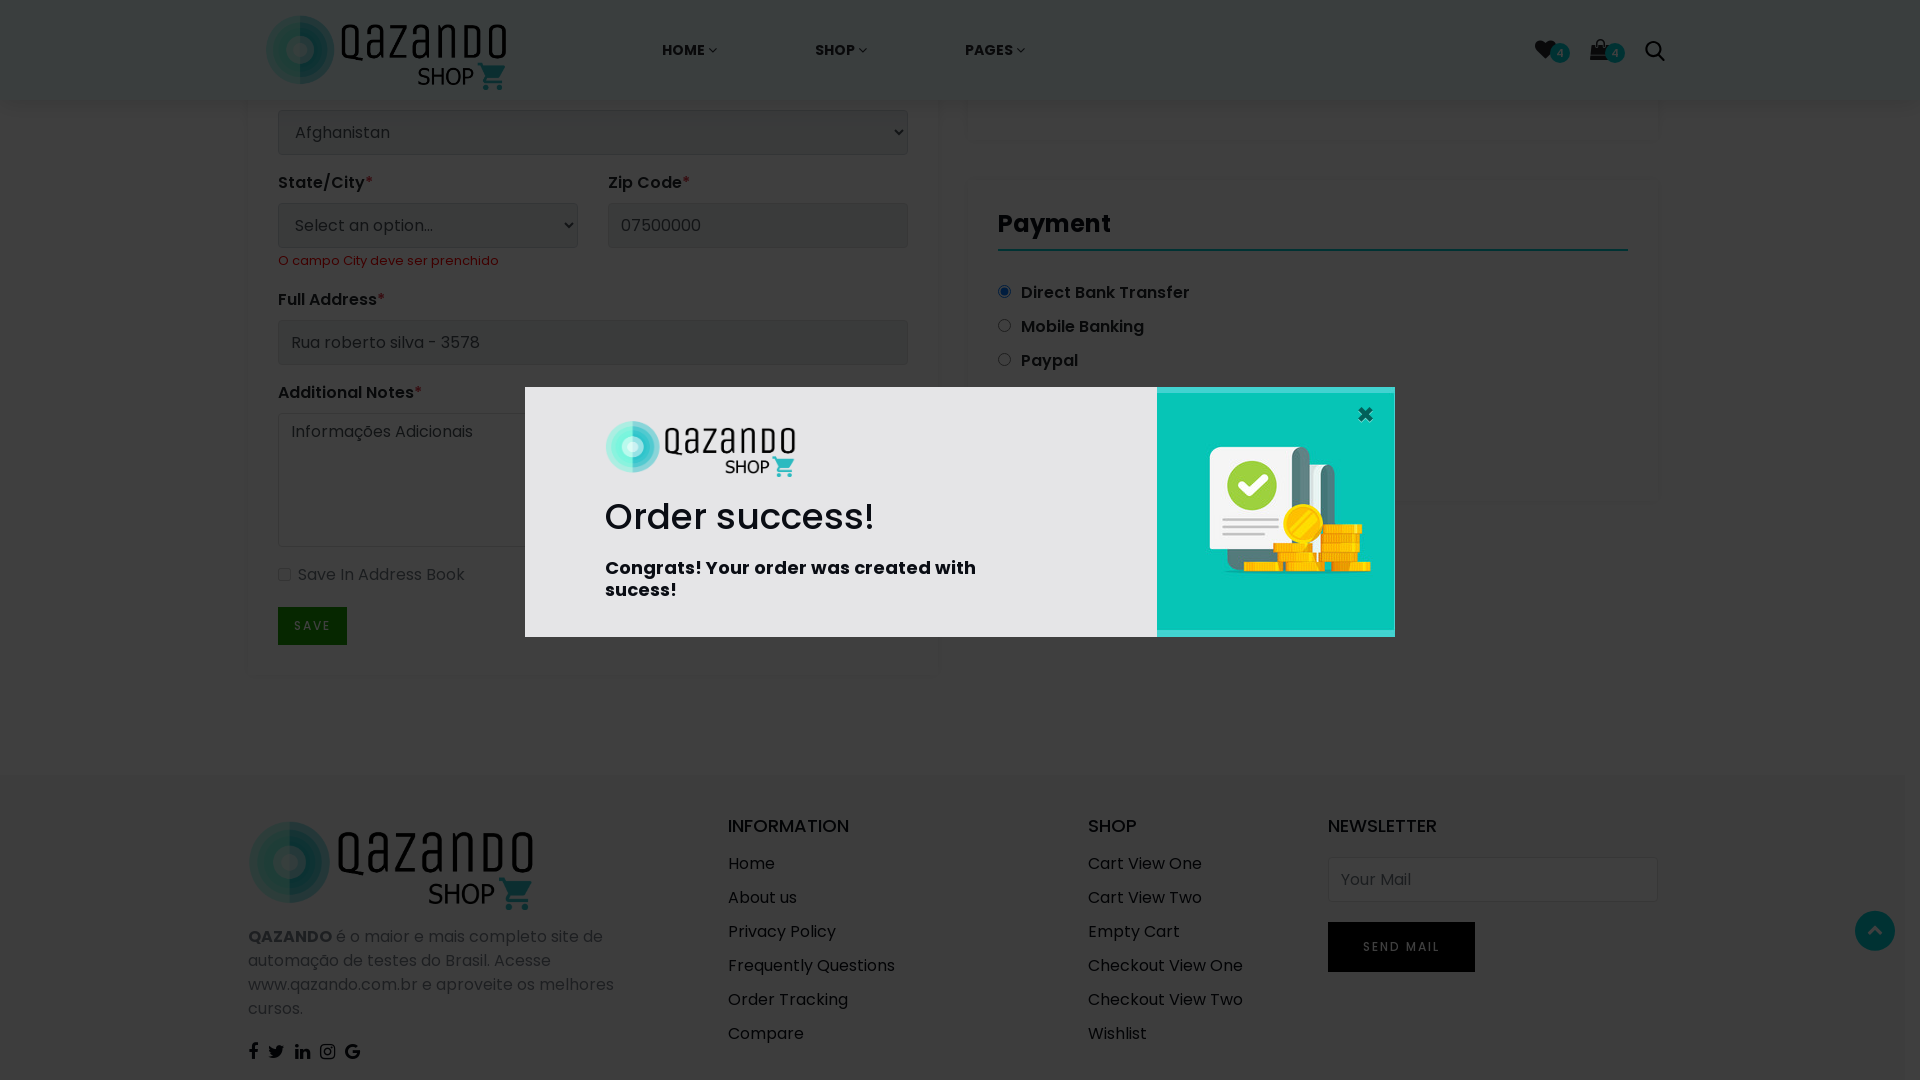 QAZANDO
SHOP
HOME
SHOP
PAGES
4
4
Afghanistan
State/City*
Zip Code*
Select an option...
07500000
O campo City deve ser prenchido
Full Address*
Rua roberto silva - 3578
Additional Notes*
Informações Adicionais
Save In Address Book
SAVE
Payment
Direct Bank Transfer
Mobile Banking
Paypal
QAZANDO
SHOP
Order success!
Congrats! Your order was created with
sucess!
QAZANDO
SHOP
QAZANDO é o maior e mais completo site de
automação de testes do Brasil. Acesse
www.qazando.com.br e aproveite os melhores
cursos.
INFORMATION
Home
About us
Privacy Policy
Frequently Questions
Order Tracking
Compare
SHOP
Cart View One
Cart View Two
Empty Cart
Checkout View One
Checkout View Two
Wishlist
NEWSLETTER
Your Mail
SEND MAIL